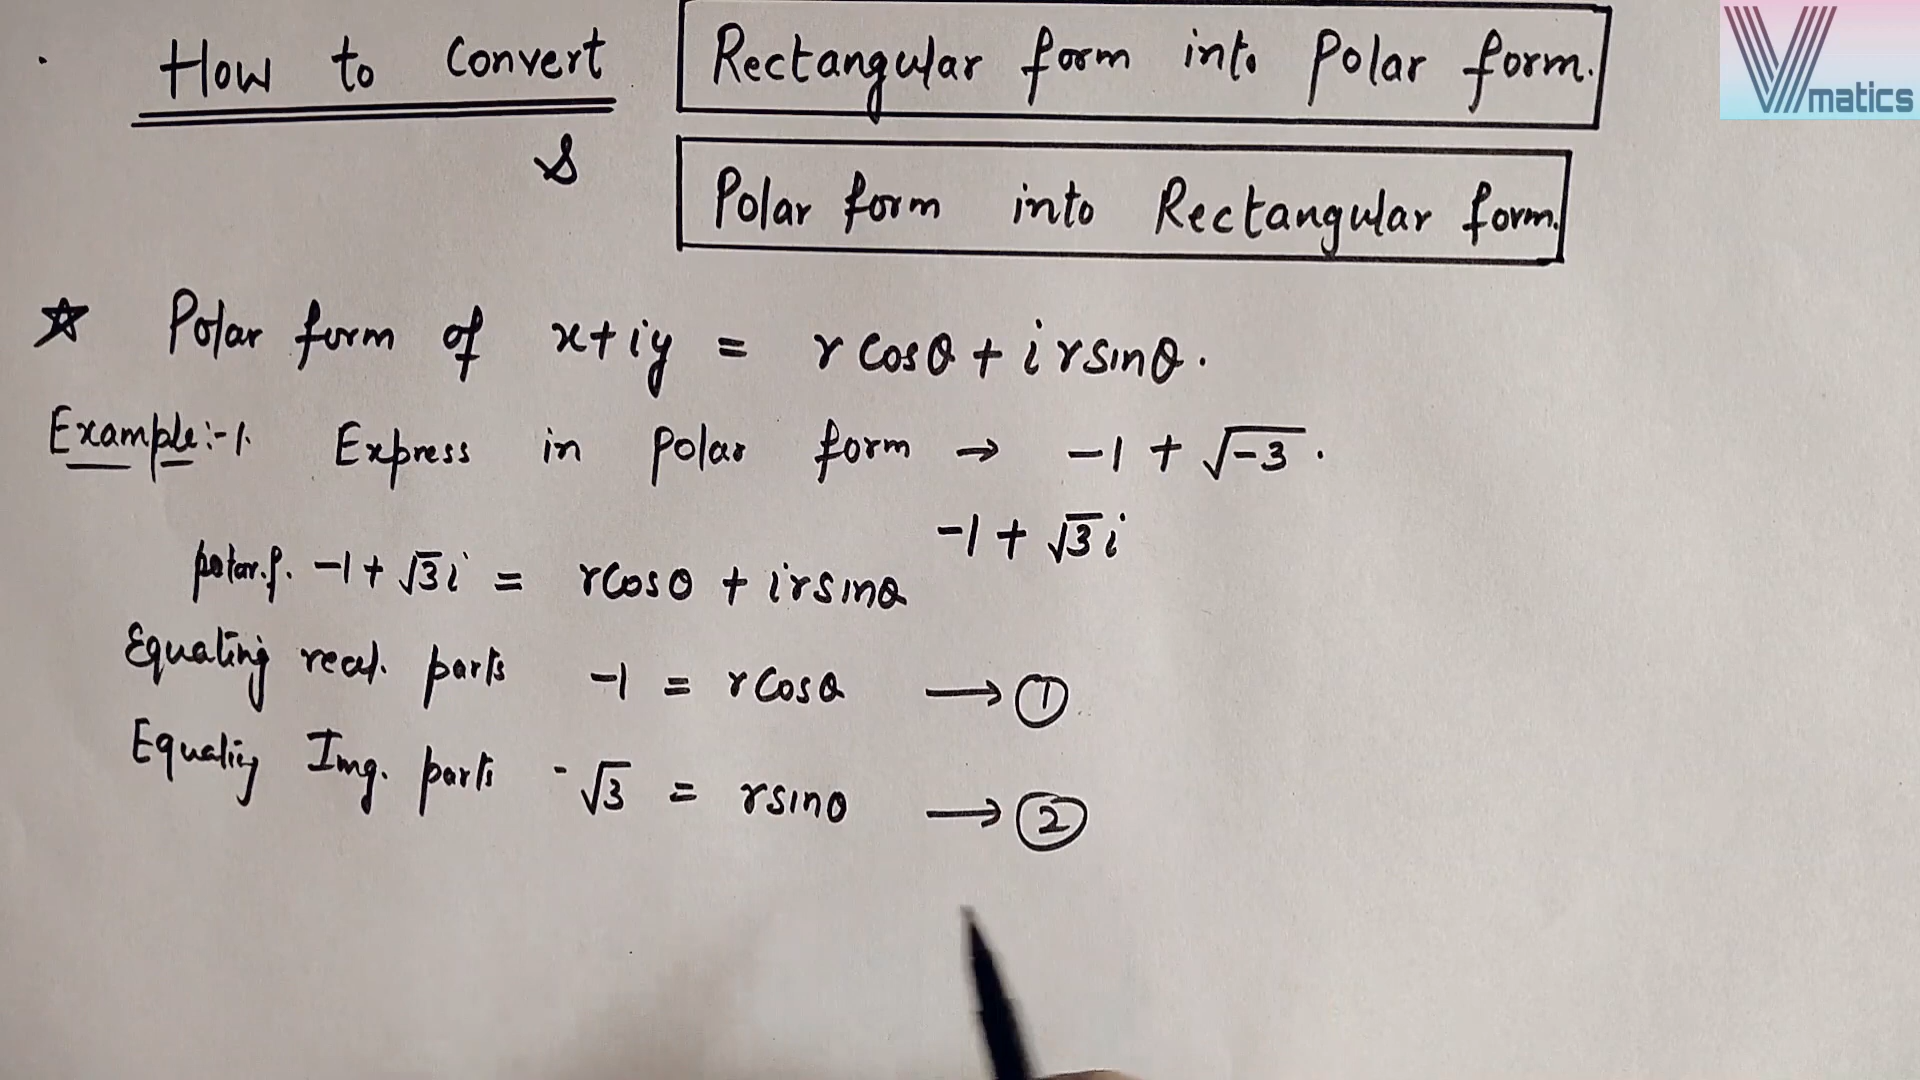 How to Convert
Rectangular form into Polar form.
&
Polar form into Rectangular form.
Vmatics
☆ Polar form of x+iy = r cosθ + i r sinθ.
Example:-1. Express in polar form → -1 + √-3.
-1 + √3 i
polar.f. -1 + √3 i = r cosθ + i r sinθ
Equating real. parts -1 = r cosθ → ①
Equating Img. parts - √3 = r sinθ → ②